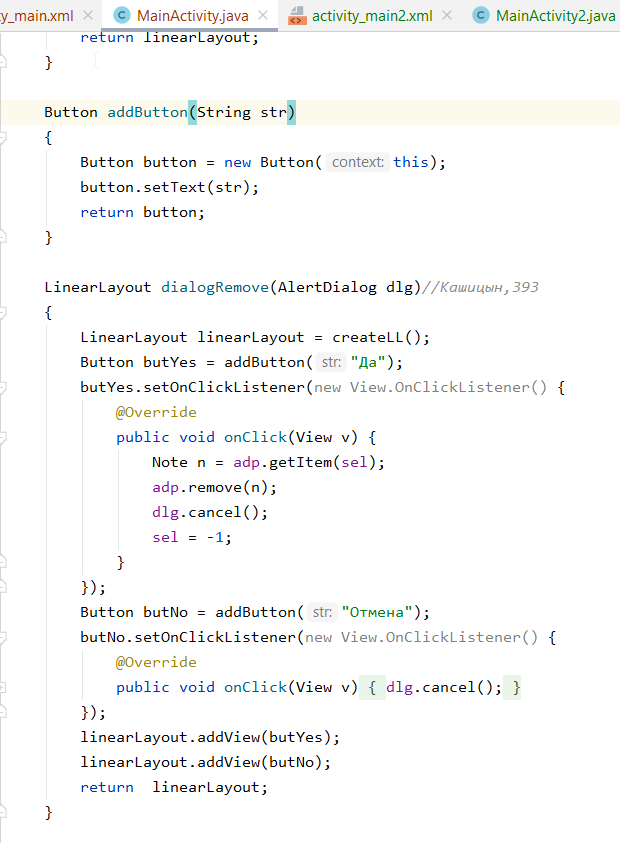 ty_main.xml MainActivity.java activity_main2.xml MainActivity2.java
return linearLayout;
}
Button addButton(String str)
{
Button button = new Button( context: this);
button.setText(str);
return button;
}
LinearLayout dialogRemove(AlertDialog dlg)//Кашицын,393
{
LinearLayout linearLayout = createLL();
Button butYes = addButton( str: "Да");
butYes.setOnClickListener(new View.OnClickListener() {
@Override
public void onClick(View v) {
Note n = adp.getItem(sel);
adp.remove(n);
dlg.cancel();
sel = -1;
}
});
Button butNo = addButton( str: "Отмена");
butNo.setOnClickListener(new View.OnClickListener() {
@Override
public void onClick(View v) { dlg.cancel(); }
});
linearLayout.addView(butYes);
linearLayout.addView(butNo);
return  linearLayout;
}